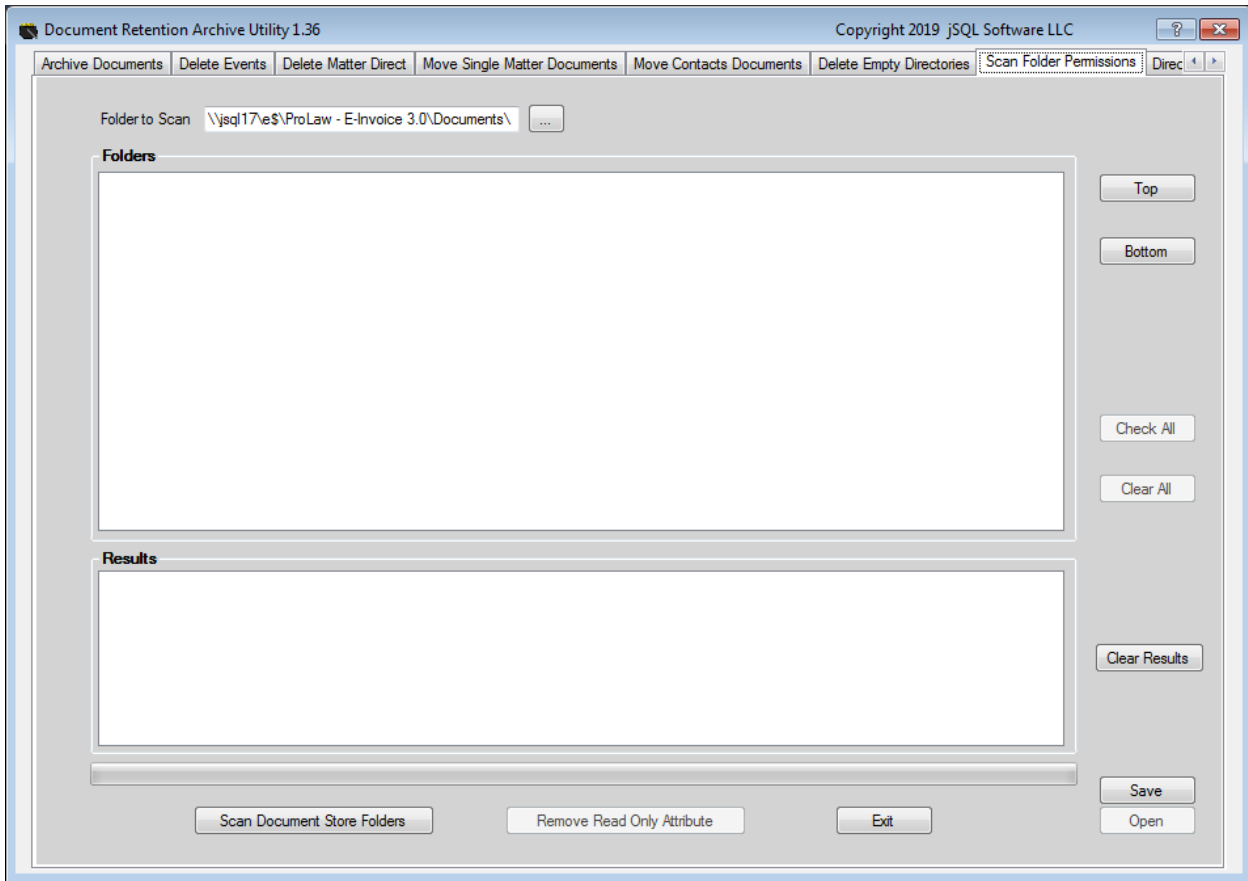 Document Retention Archive Utility 1.36 Copyright 2019 jSQL Software LLC
Archive Documents Delete Events Delete Matter Direct Move Single Matter Documents Move Contacts Documents Delete Empty Directories Scan Folder Permissions Direc
Folder to Scan \\jsql17\e$\ProLaw - E-Invoice 3.0\Documents\ ...
Folders
Top
Bottom
Check All
Clear All
Results
Clear Results
Save
Scan Document Store Folders Remove Read Only Attribute Exit Open